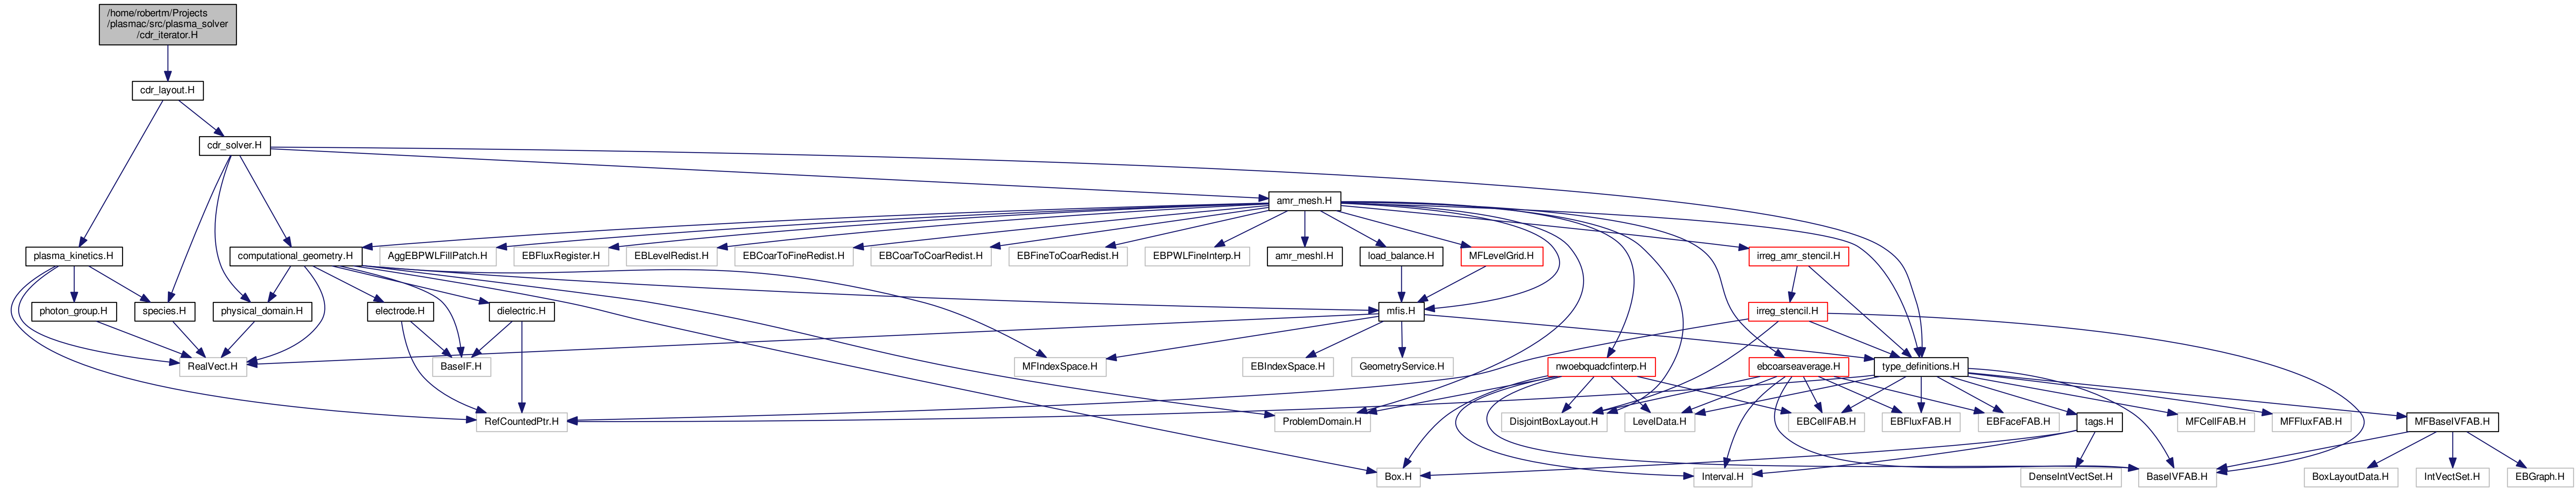 /home/robertm/Projects
/plasmac/src/plasma_solver
/cdr_iterator.H
cdr_layout.H
cdr_solver.H
amr_mesh.H
plasma_kinetics.H
computational_geometry.H
AggEBPWLFillPatch.H
EBFluxRegister.H
EBLevelRedist.H
EBCoarToFineRedist.H
EBCoarToCoarRedist.H
EBFineToCoarRedist.H
EBPWLFineInterp.H
amr_meshI.H
load_balance.H
MFLevelGrid.H
irreg_amr_stencil.H
photon_group.H
species.H
physical_domain.H
electrode.H
dielectric.H
mfis.H
irreg_stencil.H
RealVect.H
BaseIF.H
MFIndexSpace.H
EBIndexSpace.H
GeometryService.H
nwoebquadcfinterp.H
ebcoarseaverage.H
type_definitions.H
RefCountedPtr.H
ProblemDomain.H
DisjointBoxLayout.H
LevelData.H
EBCellFAB.H
EBFluxFAB.H
EBFaceFAB.H
tags.H
MFCellFAB.H
MFFluxFAB.H
MFBaseIVFAB.H
Box.H
Interval.H
DenseIntVectSet.H
BaseIVFAB.H
BoxLayoutData.H
IntVectSet.H
EBGraph.H